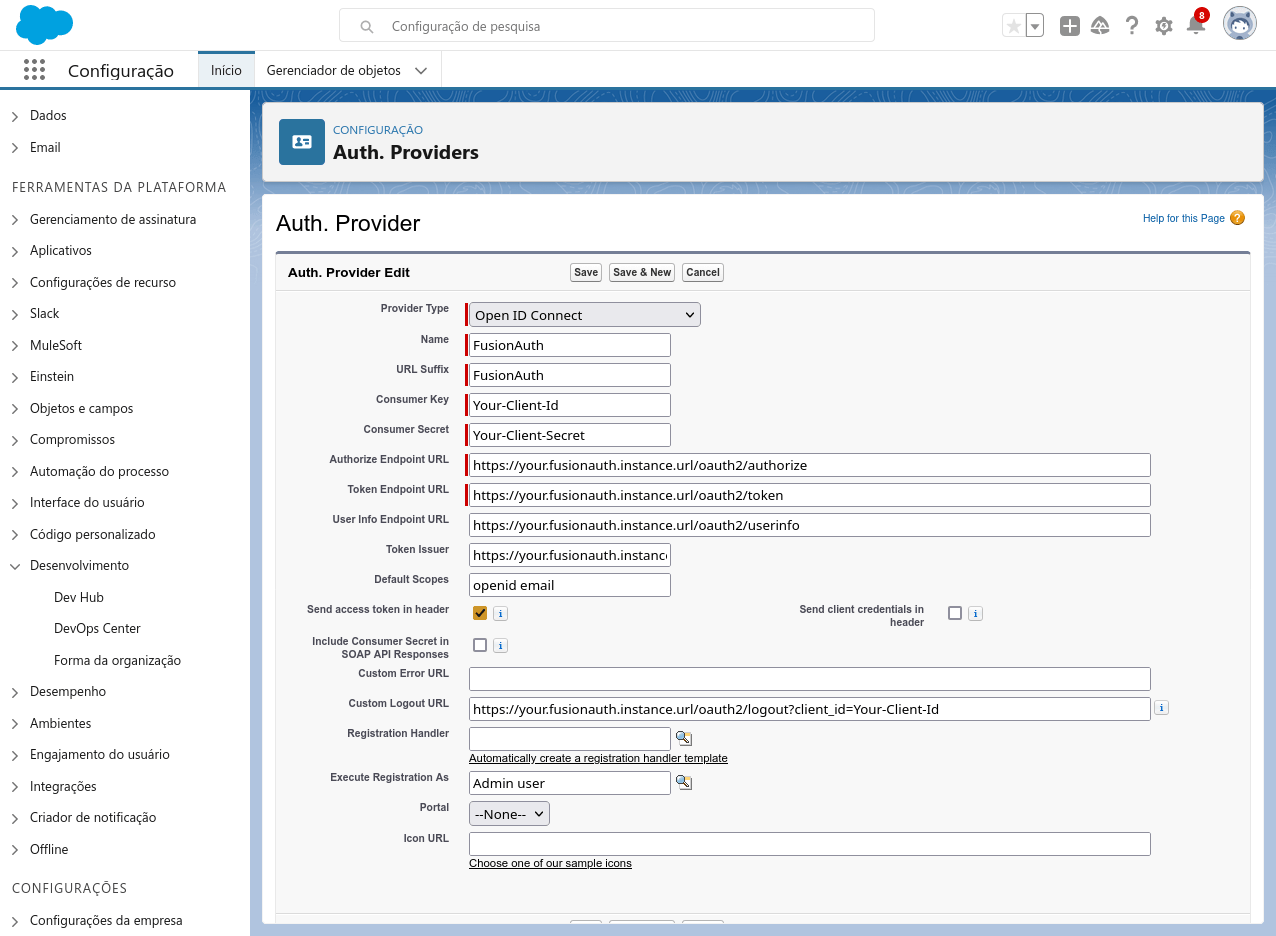 Configuração de pesquisa
8
Configuração
Início
Gerenciador de objetos
Dados
Email
FERRAMENTAS DA PLATAFORMA
Gerenciamento de assinatura
Aplicativos
Configurações de recurso
Slack
MuleSoft
Einstein
Objetos e campos
Compromissos
Automação do processo
Interface do usuário
Código personalizado
Desenvolvimento
Dev Hub
DevOps Center
Forma da organização
Desempenho
Ambientes
Engajamento do usuário
Integrações
Criador de notificação
Offline
CONFIGURAÇÕES
Configurações da empresa
CONFIGURAÇÃO
Auth. Providers
Auth. Provider
Help for this Page ?
Auth. Provider Edit
Save
Save & New
Cancel
Provider Type
Open ID Connect
Name
FusionAuth
URL Suffix
FusionAuth
Consumer Key
Your-Client-Id
Consumer Secret
Your-Client-Secret
Authorize Endpoint URL
https://your.fusionauth.instance.url/oauth2/authorize
Token Endpoint URL
https://your.fusionauth.instance.url/oauth2/token
User Info Endpoint URL
https://your.fusionauth.instance.url/oauth2/userinfo
Token Issuer
https://your.fusionauth.instanc
Default Scopes
openid email
Send access token in header
i
Send client credentials in
header
i
Include Consumer Secret in
SOAP API Responses
i
Custom Error URL
Custom Logout URL
https://your.fusionauth.instance.url/oauth2/logout?client_id=Your-Client-Id
i
Registration Handler
Automatically create a registration handler template
Execute Registration As
Admin user
Portal
--None--
Icon URL
Choose one of our sample icons